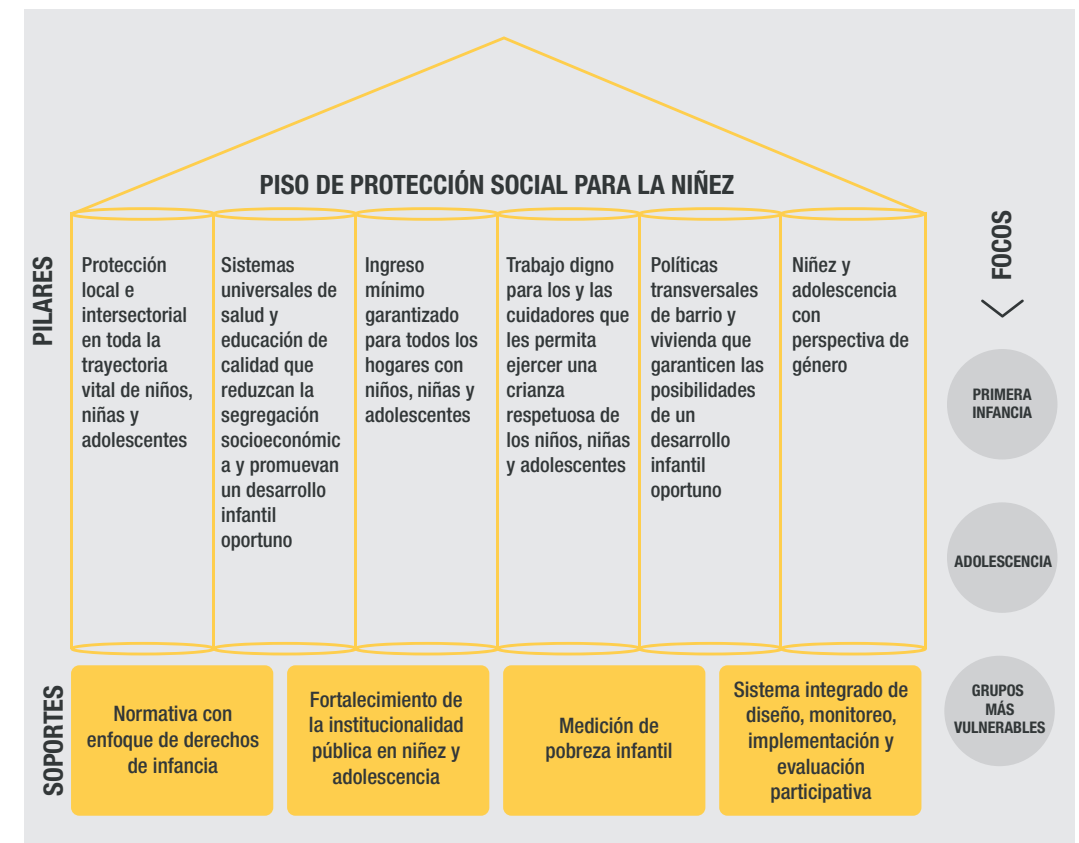 PISO DE PROTECCIÓN SOCIAL PARA LA NIÑEZ
PILARES
Protección
local e
intersectorial
en toda la
trayectoria
vital de niños,
niñas y
adolescentes
Sistemas
universales de
salud y
educación de
calidad que
reduzcan la
segregación
socioeconómic
a y promuevan
un desarrollo
infantil
oportuno
Ingreso
mínimo
garantizado
para todos los
hogares con
niños, niñas y
adolescentes
Trabajo digno
para los y las
cuidadores que
les permita
ejercer una
crianza
respetuosa de
los niños, niñas
y adolescentes
Políticas
transversales
de barrio y
vivienda que
garanticen las
posibilidades
de un
desarrollo
infantil
oportuno
Niñez y
adolescencia
con
perspectiva de
género
SOPORTES
Normativa con
enfoque de derechos
de infancia
Fortalecimiento de
la institucionalidad
pública en niñez y
adolescencia
Medición de
pobreza infantil
Sistema integrado de
diseño, monitoreo,
implementación y
evaluación
participativa
FOCOS
PRIMERA
INFANCIA
ADOLESCENCIA
GRUPOS
MÁS
VULNERABLES